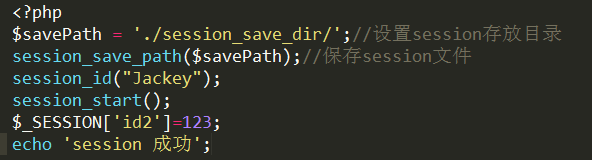 <?php
$savePath = './session_save_dir/';//设置session存放目录
session_save_path($savePath);//保存session文件
session_id("Jackey");
session_start();
$_SESSION['id2']=123;
echo 'session 成功';